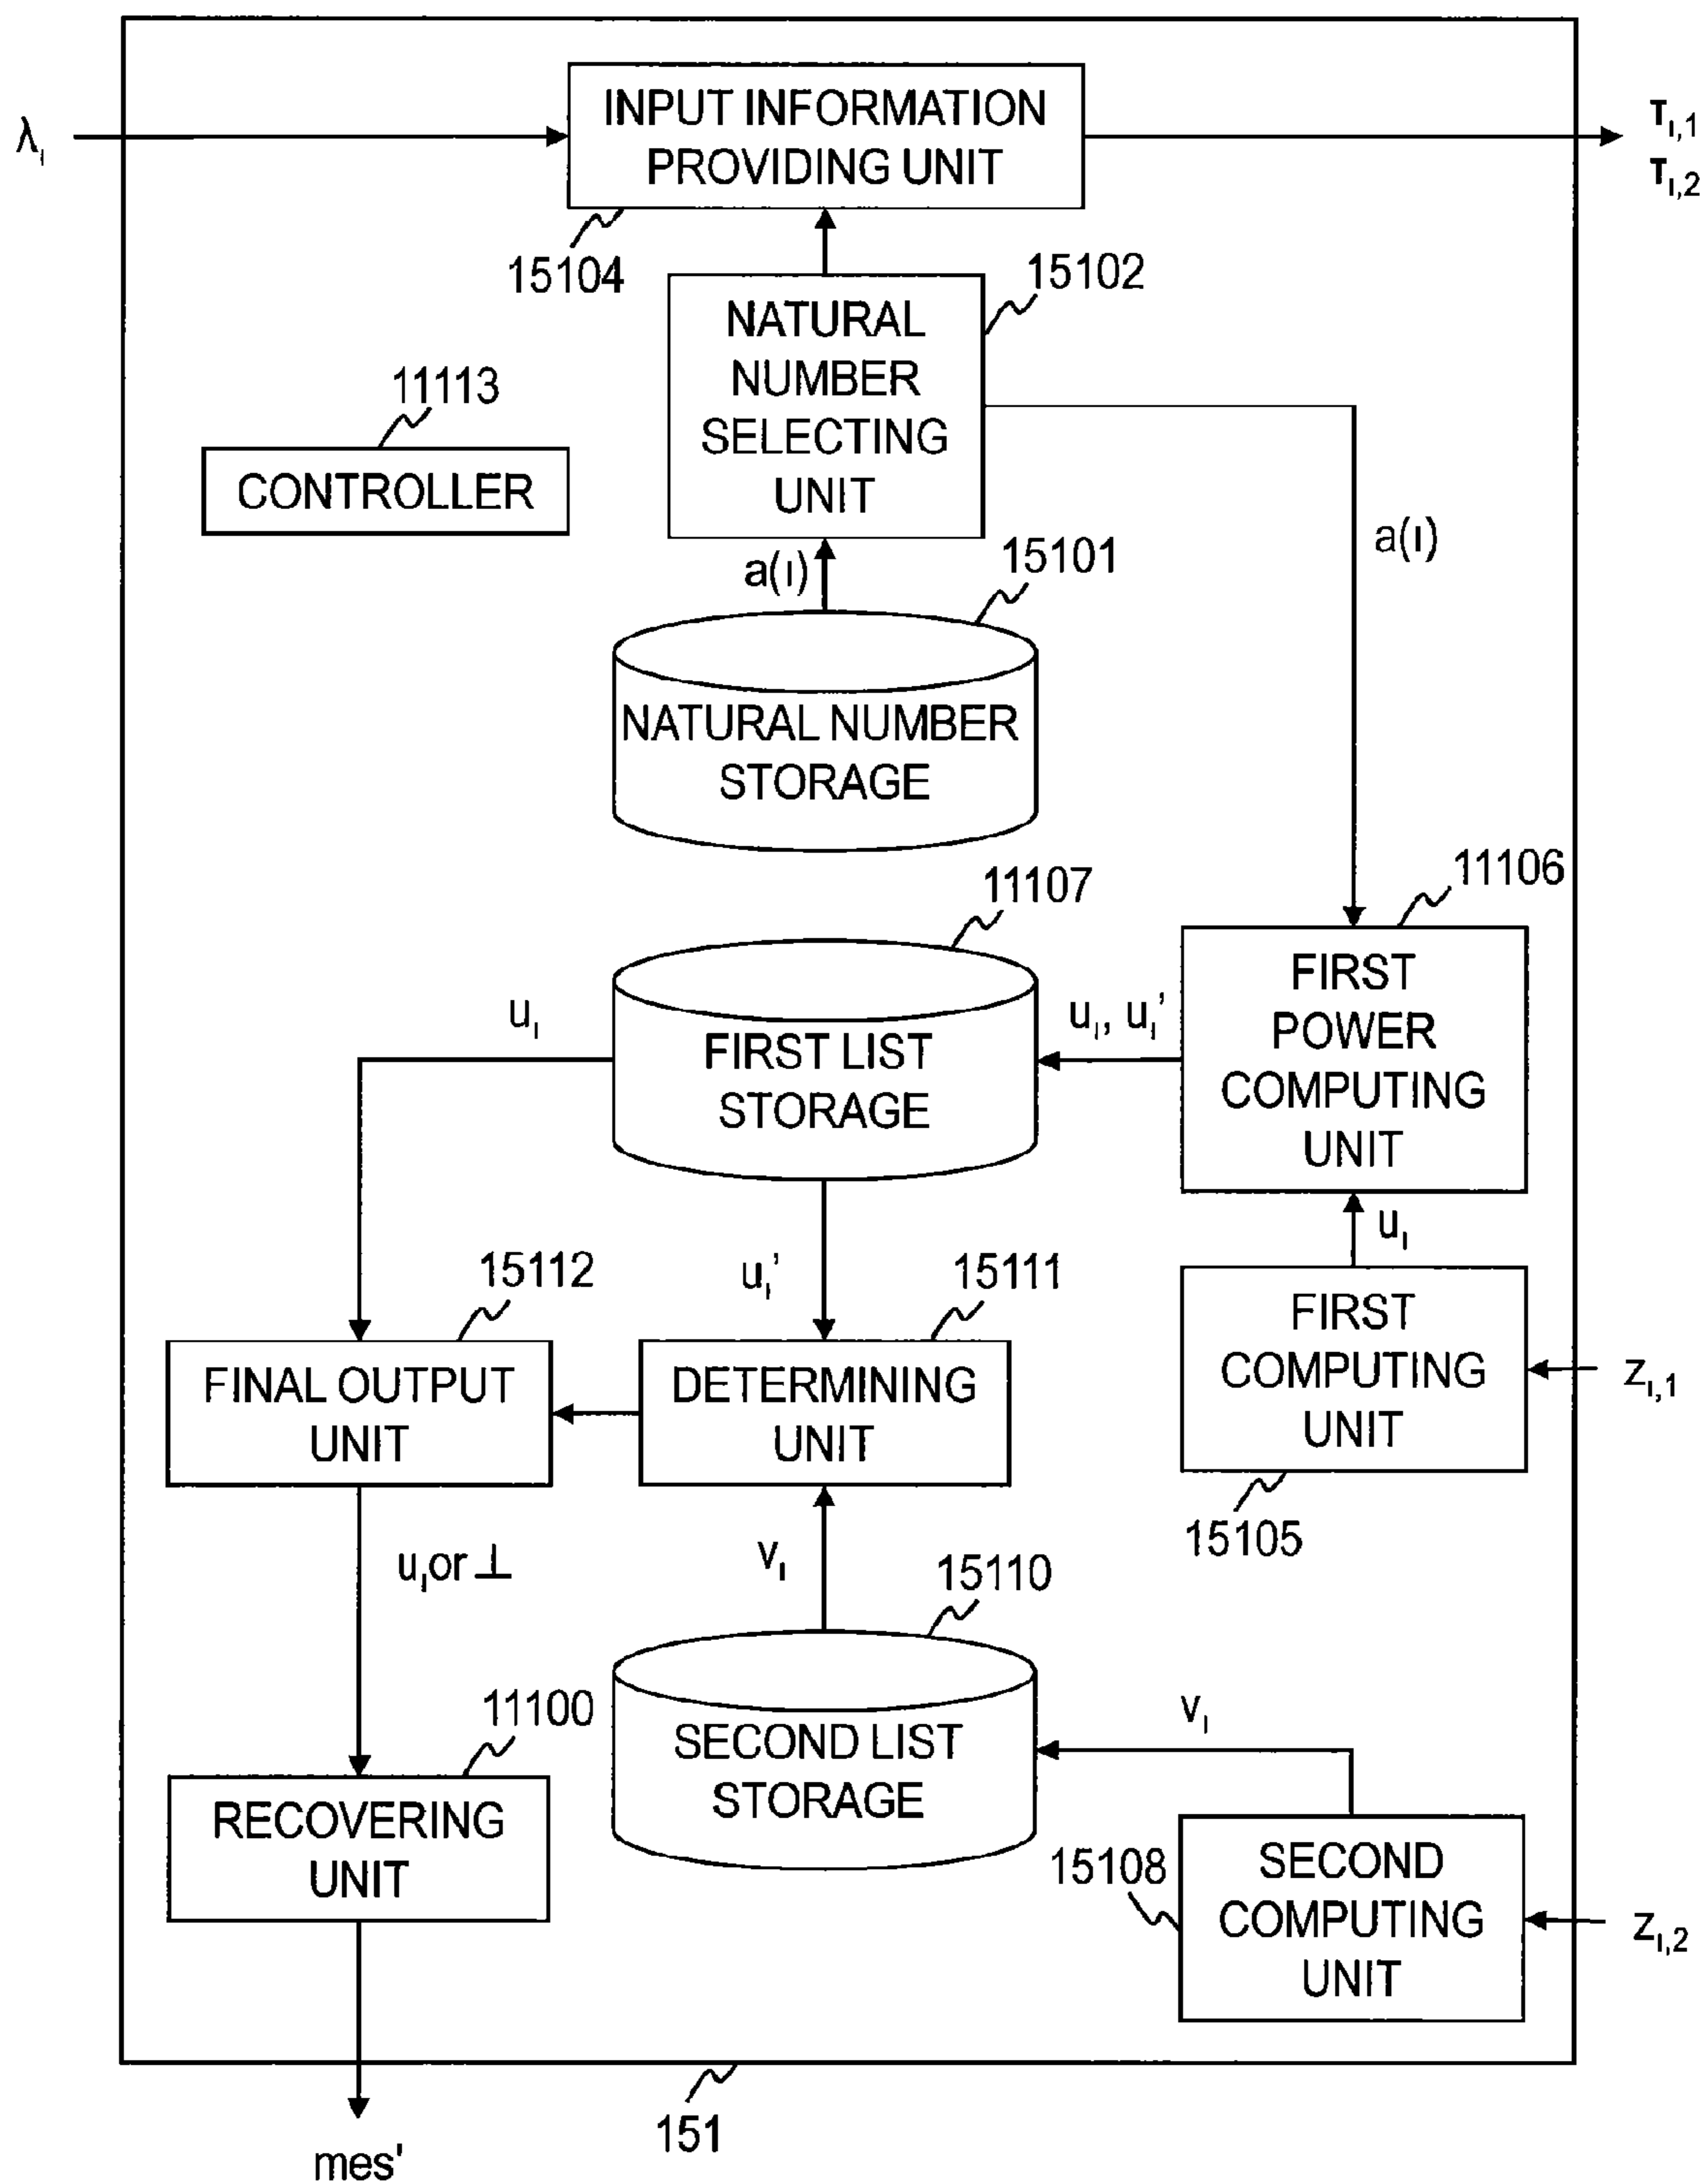 INPUT INFORMATION
PROVIDING UNIT
λι
τι,1
τι,2
15104
15102
NATURAL
NUMBER
SELECTING
UNIT
11113
CONTROLLER
a(ι)
15101
a(ι)
NATURAL NUMBER
STORAGE
11107
11106
FIRST LIST
STORAGE
uι
uι, uι'
FIRST
POWER
COMPUTING
UNIT
uι
15112
uι'
15111
FINAL OUTPUT
UNIT
DETERMINING
UNIT
FIRST
COMPUTING
UNIT
zι,1
15105
uι or ⊥
vι
15110
11100
SECOND LIST
STORAGE
vι
RECOVERING
UNIT
15108
SECOND
COMPUTING
UNIT
zι,2
151
mes'